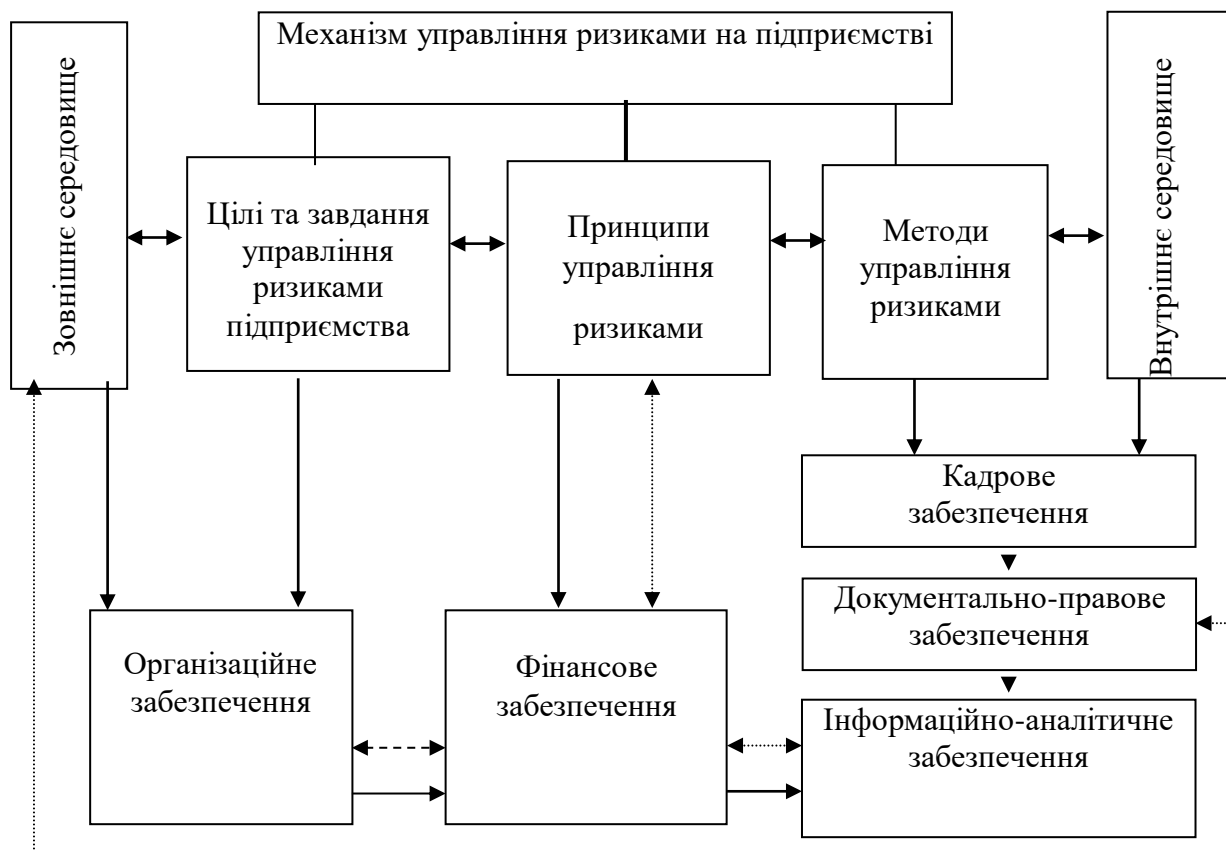 Механізм управління ризиками на підприємстві
Зовнішнє середовище
Цілі та завдання
управління
ризиками
підприємства
Принципи
управління
ризиками
Методи
управління
ризиками
Внутрішнє середовище
Кадрове
забезпечення
Документально-правове
забезпечення
Організаційне
забезпечення
Фінансове
забезпечення
Інформаційно-аналітичне
забезпечення